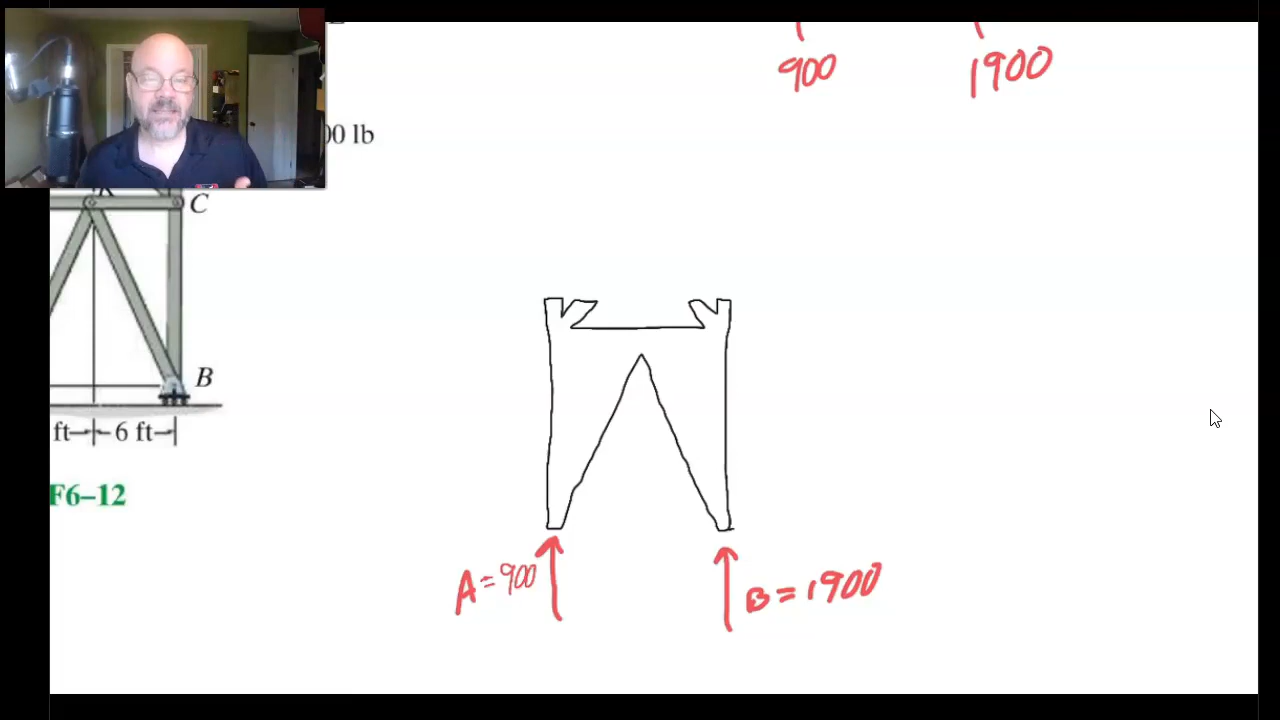 900 1900
00 lb
C
B
ft 6 ft
F6–12
A = 900
B = 1900